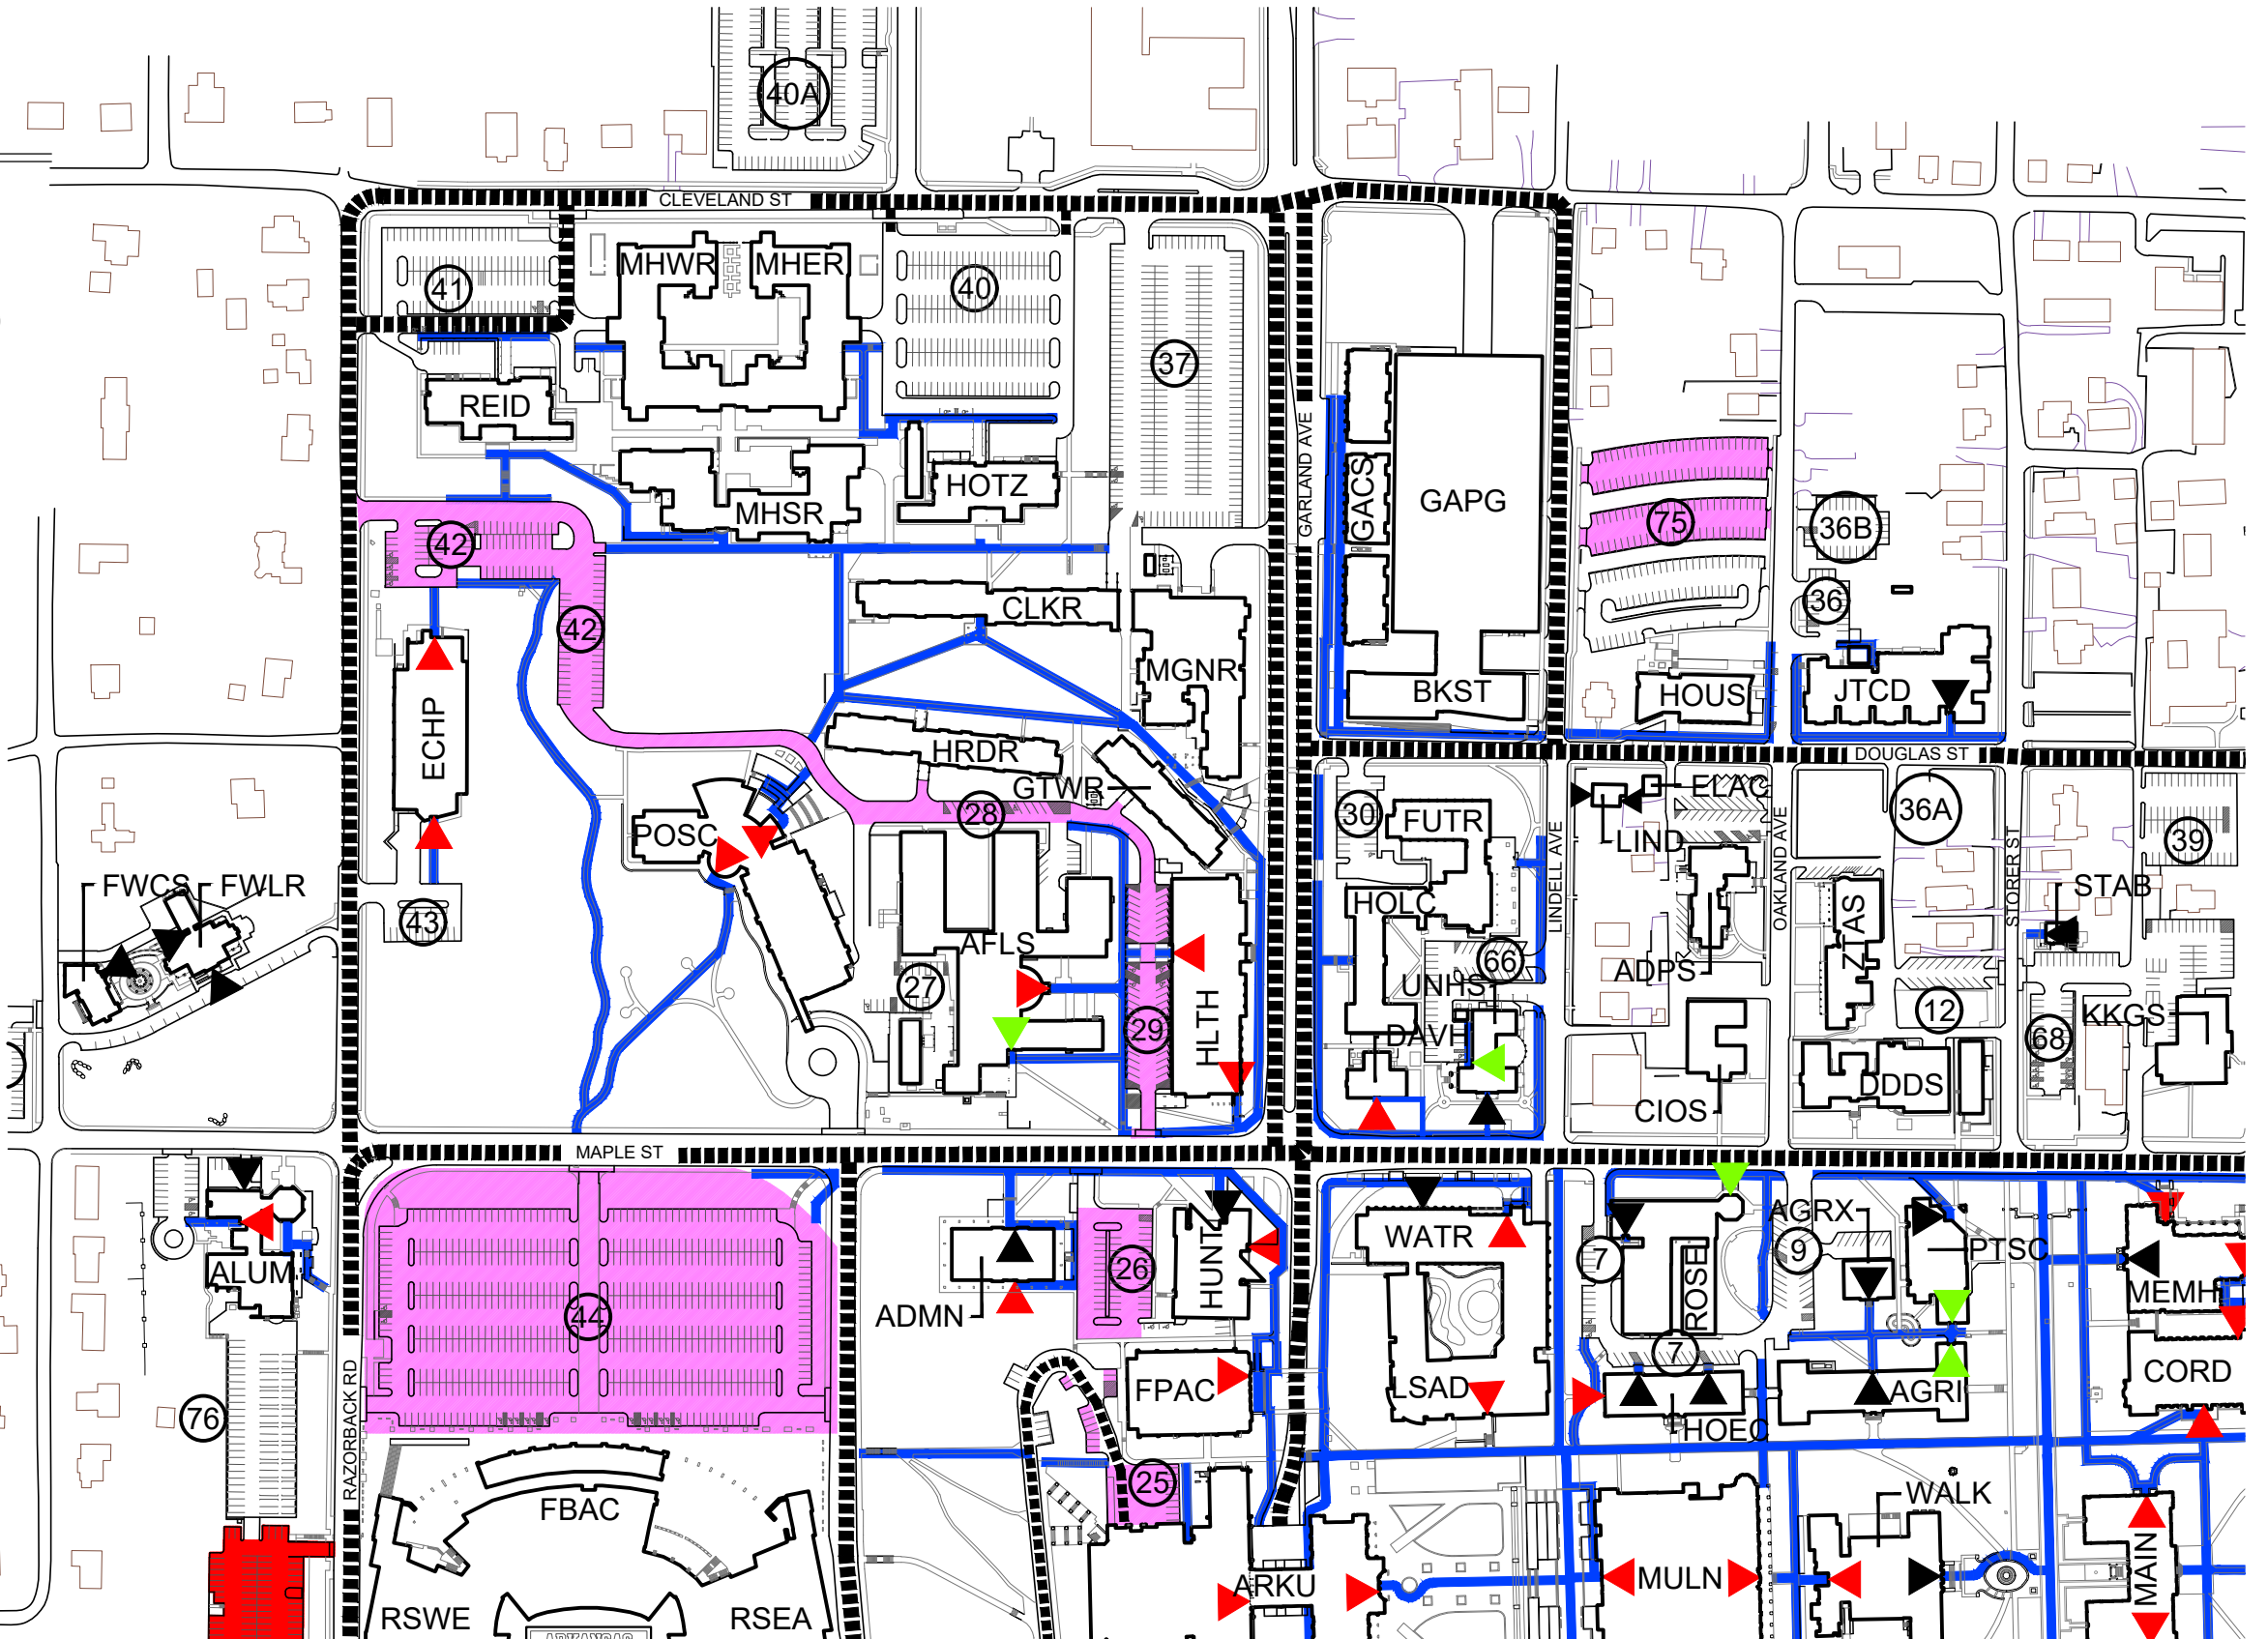 40A
CLEVELAND ST
MHWR
MHER
41
40
37
REID
GARLAND AVE
GACS
HOTZ
GAPG
MHSR
75
36B
42
36
CLKR
42
MGNR
BKST
HOUS
JTCD
ECHP
HRDR
DOUGLAS ST
GTWR
ELAC
28
30
FUTR
36A
POSC
LIND
39
LINDELL AVE
OAKLAND AVE
STORER ST
FWCS
FWLR
STAB
HOLC
43
ZTAS
AFLS
66
ADPS
27
UNHS
12
KKGS
29
HLTH
DAVH
68
DDDS
CIOS
MAPLE ST
AGRX
WATR
7
9
PTSC
ALUM
26
HUNT
ROSE
MEMH
ADMN
44
7
CORD
FPAC
LSAD
AGRI
76
RAZORBACK RD
HOEC
25
WALK
FBAC
MAIN
ARKU
MULN
RSWE
RSEA